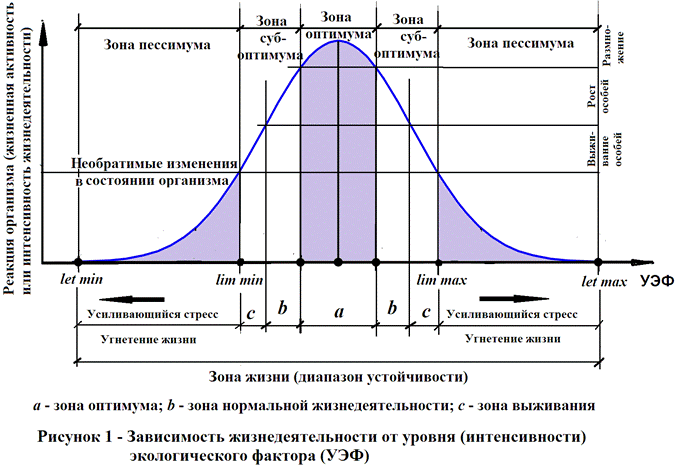 Реакция организма (жизненная активность
или интенсивность жизнедеятельности)
Зона пессимума
Зона
суб-
оптимума
Зона
оптимума
Зона
суб-
оптимума
Зона пессимума
Размно-
жение
Рост
особей
Выжи-
вание
особей
Необратимые изменения
в состоянии организма
let min
lim min
lim max
let max
УЭФ
Усиливающийся стресс
c
b
a
b
c
Усиливающийся стресс
Угнетение жизни
Угнетение жизни
Зона жизни (диапазон устойчивости)
a - зона оптимума; b - зона нормальной жизнедеятельности; c - зона выживания
Рисунок 1 - Зависимость жизнедеятельности от уровня (интенсивности)
экологического фактора (УЭФ)